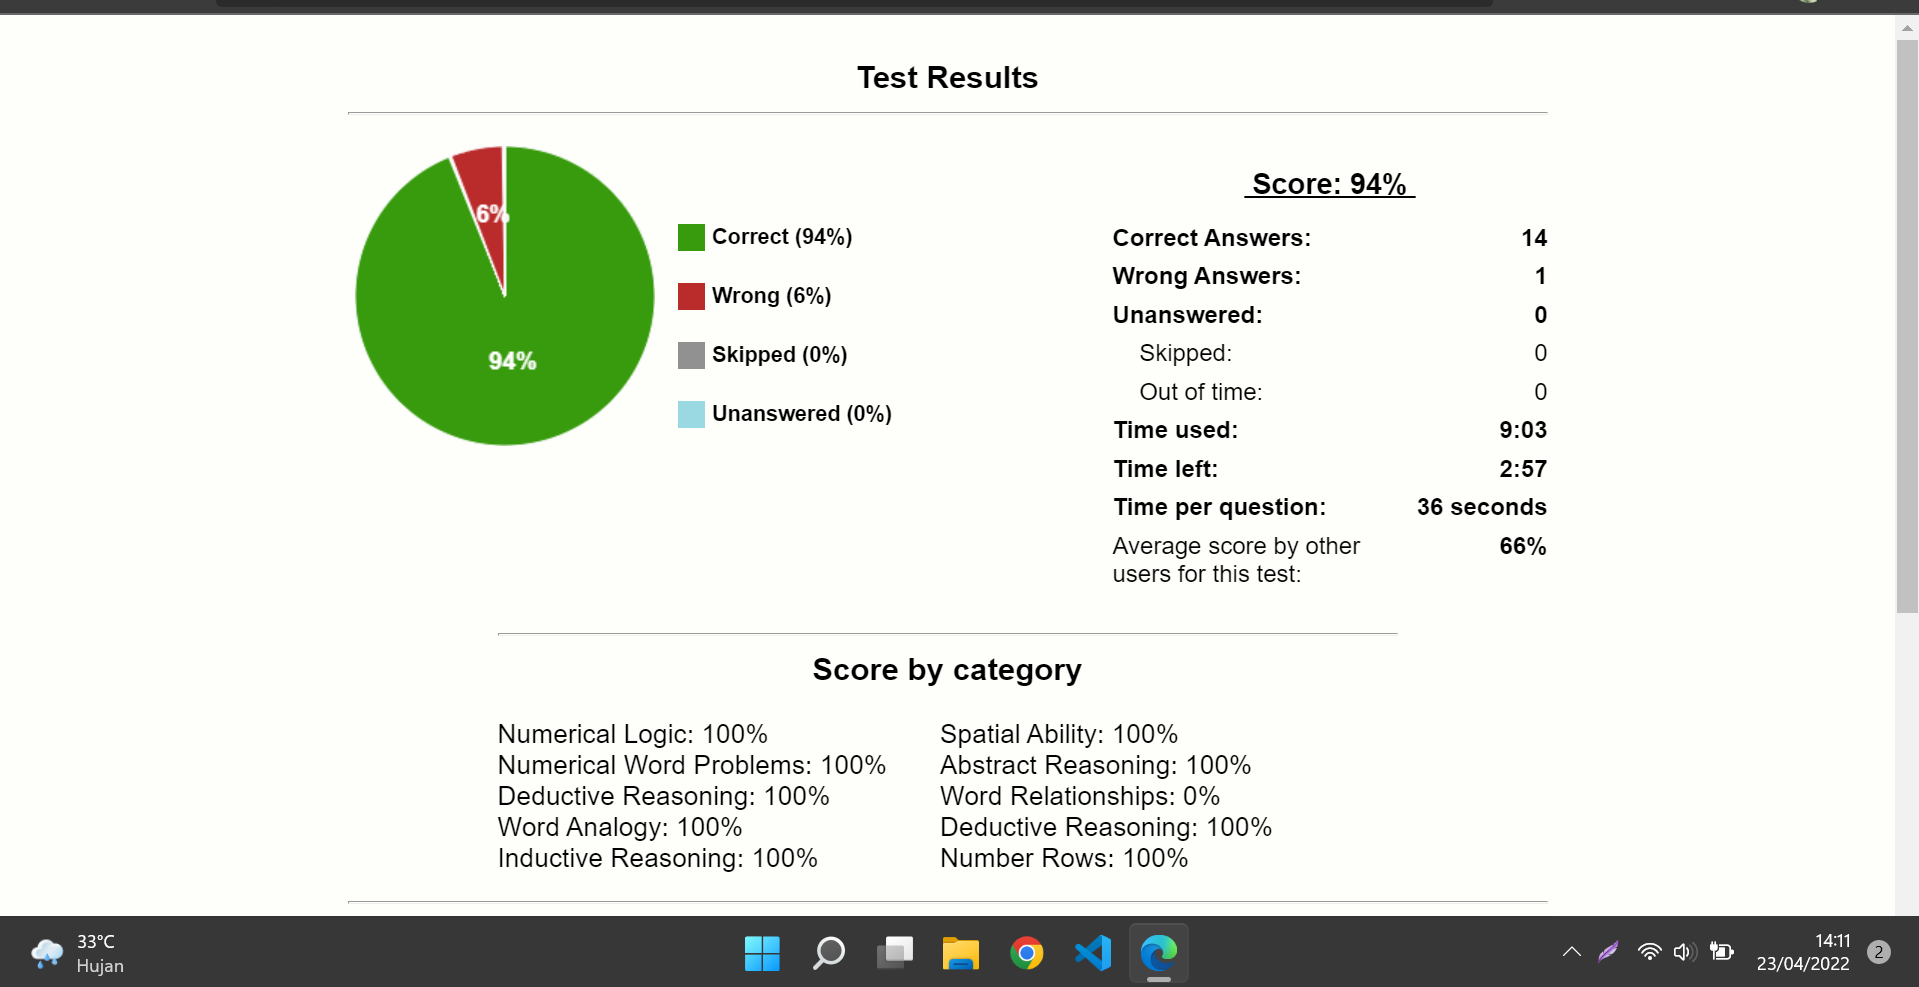 Test Results
6%
94%
Correct (94%)
Wrong (6%)
Skipped (0%)
Unanswered (0%)
Score: 94%
Correct Answers: 14
Wrong Answers: 1
Unanswered: 0
Skipped: 0
Out of time: 0
Time used: 9:03
Time left: 2:57
Time per question: 36 seconds
Average score by other 66%
users for this test:
Score by category
Numerical Logic: 100%
Numerical Word Problems: 100%
Deductive Reasoning: 100%
Word Analogy: 100%
Inductive Reasoning: 100%
Spatial Ability: 100%
Abstract Reasoning: 100%
Word Relationships: 0%
Deductive Reasoning: 100%
Number Rows: 100%
33°C
Hujan
14:11
23/04/2022
2